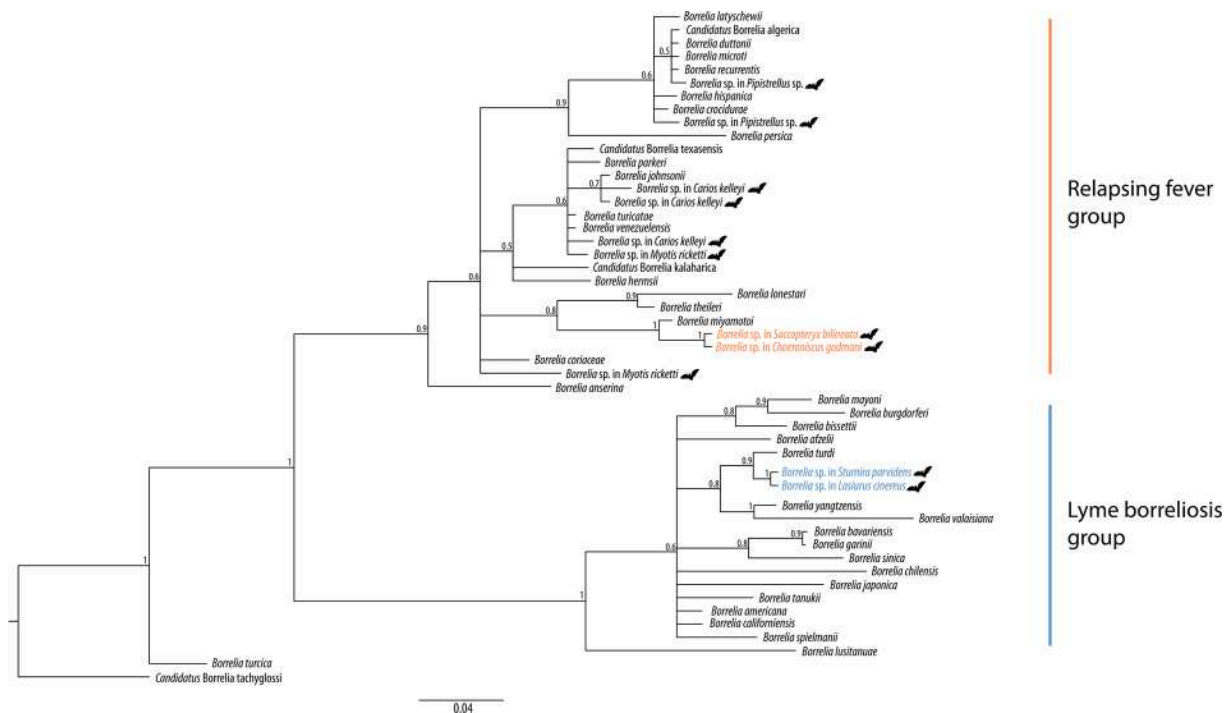 Borrelia latyschewii
Candidatus Borrelia algerica
Borrelia duttonii
0.5
Borrelia microti
Borrelia recurrentis
0.6
Borrelia sp. in Pipistrellus sp.
Borrelia hispanica
0.9
Borrelia crocidurae
Borrelia sp. in Pipistrellus sp.
Borrelia persica
Candidatus Borrelia texasensis
Borrelia parkeri
Borrelia johnsonii
0.7
Borrelia sp. in Carios kelleyi
0.6
Borrelia sp. in Carios kelleyi
Borrelia turicatae
Borrelia venezuelensis
0.5
Borrelia sp. in Carios kelleyi
Borrelia sp. in Myotis ricketti
Candidatus Borrelia kalaharica
0.6
Borrelia hermsii
0.9
Borrelia lonestari
0.8
Borrelia theileri
1
Borrelia miyamotoi
0.9
1
Borrelia sp. in Saccopteryx bilineata
Borrelia sp. in Choeroniscus godmani
Borrelia coriaceae
Borrelia sp. in Myotis ricketti
Borrelia anserina
Relapsing fever
group
0.9
Borrelia mayoni
0.8
Borrelia burgdorferi
Borrelia bissettii
Borrelia afzelii
0.9
Borrelia turdi
1
1
Borrelia sp. in Sturnira parvidens
0.8
Borrelia sp. in Lasiurus cinereus
1
Borrelia yangtzensis
Borrelia valaisiana
0.9
Borrelia bavariensis
0.6
0.8
Borrelia garinii
Borrelia sinica
Borrelia chilensis
Borrelia japonica
1
1
Borrelia tanukii
Borrelia americana
Borrelia californiensis
Borrelia spielmanii
Borrelia lusitanuae
Lyme borreliosis
group
Borrelia turcica
Candidatus Borrelia tachyglossi
0.04